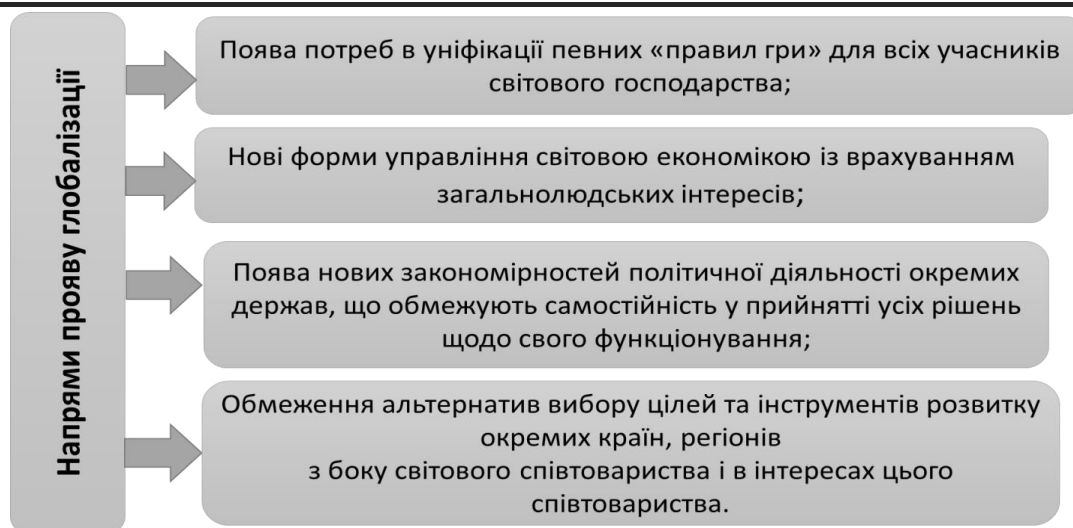 Напрями прояву глобалізації
Поява потреб в уніфікації певних «правил гри» для всіх учасників
світового господарства;
Нові форми управління світовою економікою із врахуванням
загальнолюдських інтересів;
Поява нових закономірностей політичної діяльності окремих
держав, що обмежують самостійність у прийнятті усіх рішень
щодо свого функціонування;
Обмеження альтернатив вибору цілей та інструментів розвитку
окремих країн, регіонів
з боку світового співтовариства і в інтересах цього
співтовариства.